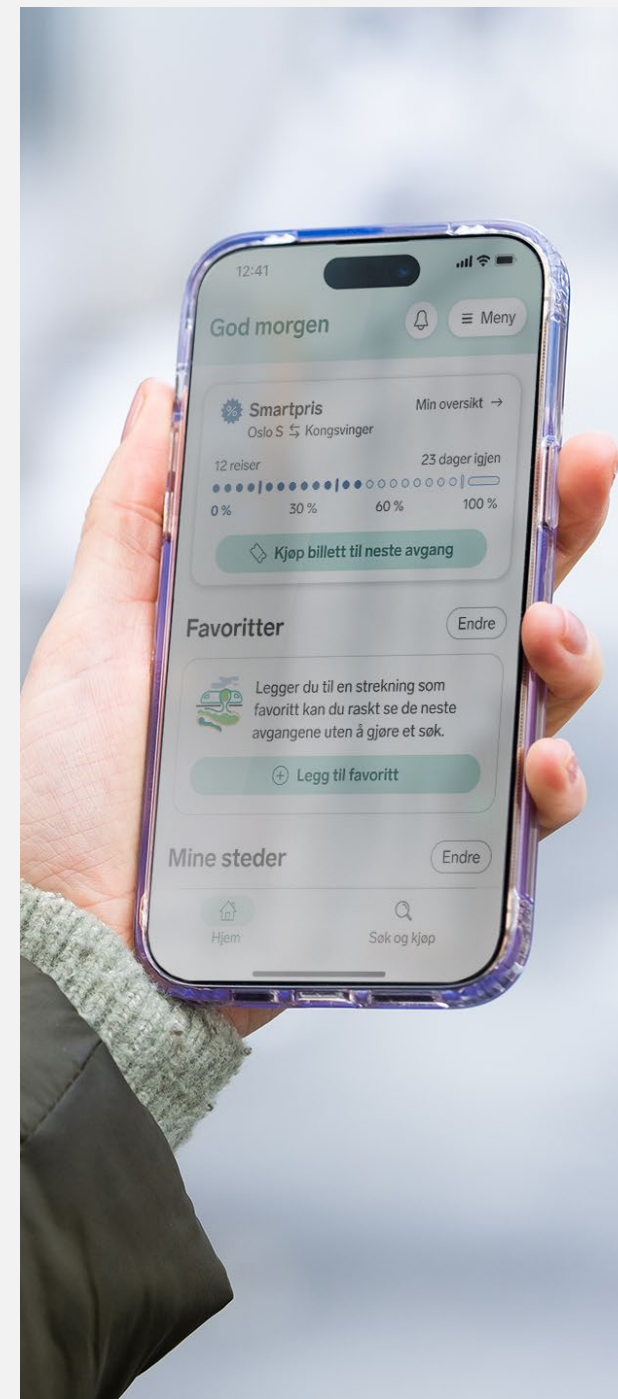 12:41
God morgen
Meny
%
Smartpris
Min oversikt →
Oslo S ⇆ Kongsvinger
12 reiser
23 dager igjen
0 %
30 %
60 %
100 %
Kjøp billett til neste avgang
Favoritter
Endre
Legger du til en strekning som
favoritt kan du raskt se de neste
avgangene uten å gjøre et søk.
Legg til favoritt
Mine steder
Endre
Hjem
Søk og kjøp